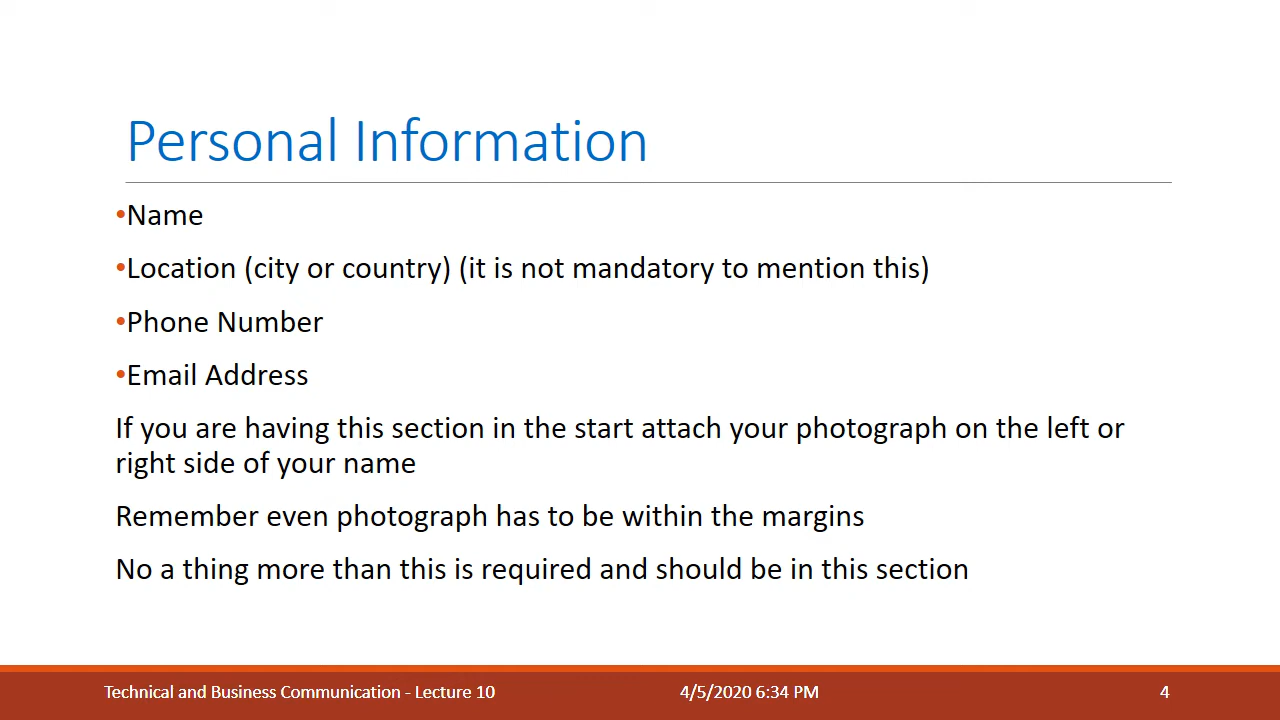 Personal Information
•Name
•Location (city or country) (it is not mandatory to mention this)
•Phone Number
•Email Address
If you are having this section in the start attach your photograph on the left or
right side of your name
Remember even photograph has to be within the margins
No a thing more than this is required and should be in this section
Technical and Business Communication - Lecture 10
4/5/2020 6:34 PM
4